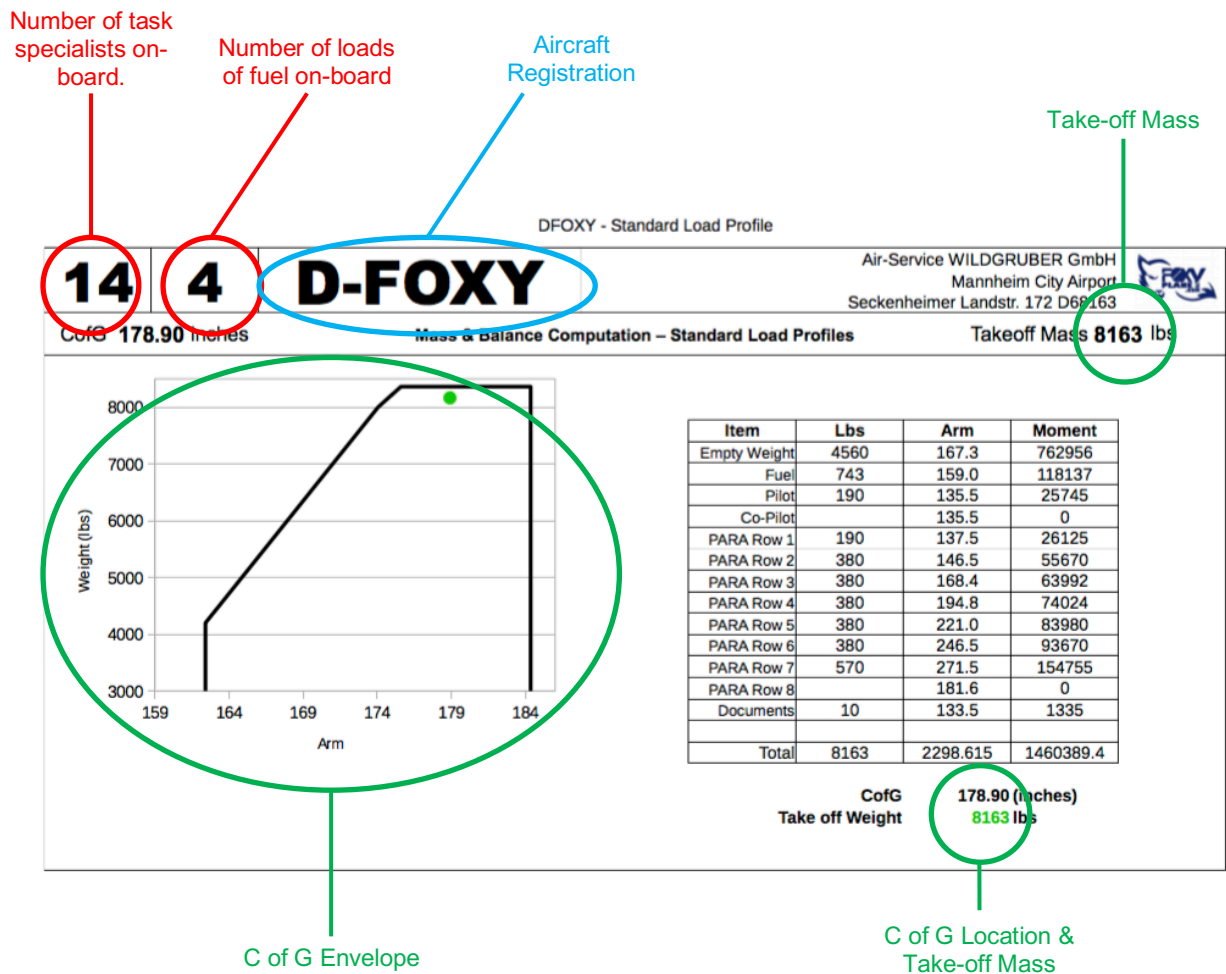 Number of task
specialists on-
board.
Number of loads
of fuel on-board
Aircraft
Registration
Take-off Mass
DFOXY - Standard Load Profile
14 4 D-FOXY
Air-Service WILDGRUBER GmbH
Mannheim City Airport
Seckenheimer Landstr. 172 D68163
FOXY
CofG 178.90 inches
Mass & Balance Computation – Standard Load Profiles
Takeoff Mass 8163 lbs
8000
7000
6000
5000
4000
3000
Weight (lbs)
159 164 169 174 179 184
Arm
Item Lbs Arm Moment
Empty Weight 4560 167.3 762956
Fuel 743 159.0 118137
Pilot 190 135.5 25745
Co-Pilot 135.5 0
PARA Row 1 190 137.5 26125
PARA Row 2 380 146.5 55670
PARA Row 3 380 168.4 63992
PARA Row 4 380 194.8 74024
PARA Row 5 380 221.0 83980
PARA Row 6 380 246.5 93670
PARA Row 7 570 271.5 154755
PARA Row 8 181.6 0
Documents 10 133.5 1335
Total 8163 2298.615 1460389.4
CofG 178.90 (inches)
Take off Weight 8163 lbs
C of G Envelope
C of G Location &
Take-off Mass